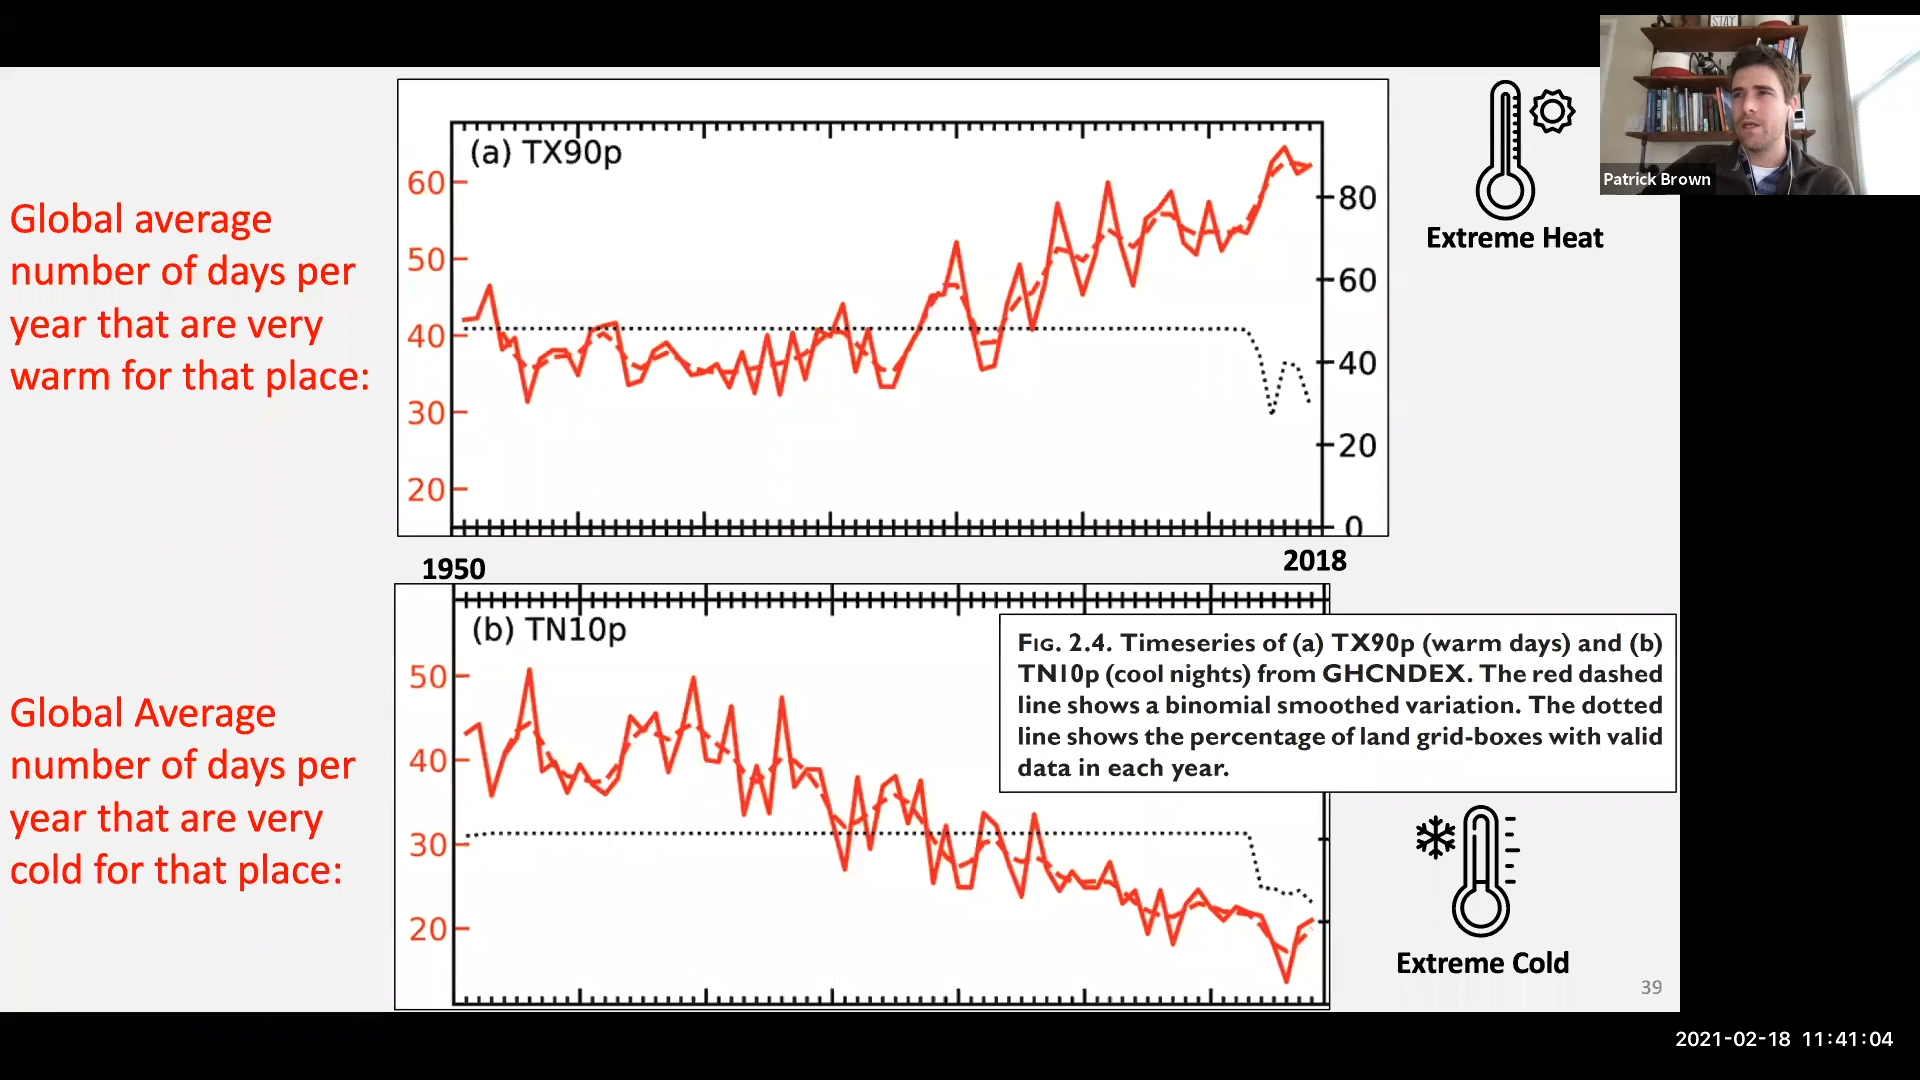 STAY
Patrick Brown
Global average
number of days per
year that are very
warm for that place:
(a) TX90p
60
50
40
30
20
80
60
40
20
0
Extreme Heat
1950
2018
Global Average
number of days per
year that are very
cold for that place:
(b) TN10p
50
40
30
20
FIG. 2.4. Timeseries of (a) TX90p (warm days) and (b)
TN10p (cool nights) from GHCNDEX. The red dashed
line shows a binomial smoothed variation. The dotted
line shows the percentage of land grid-boxes with valid
data in each year.
Extreme Cold
39
2021-02-18 11:41:04